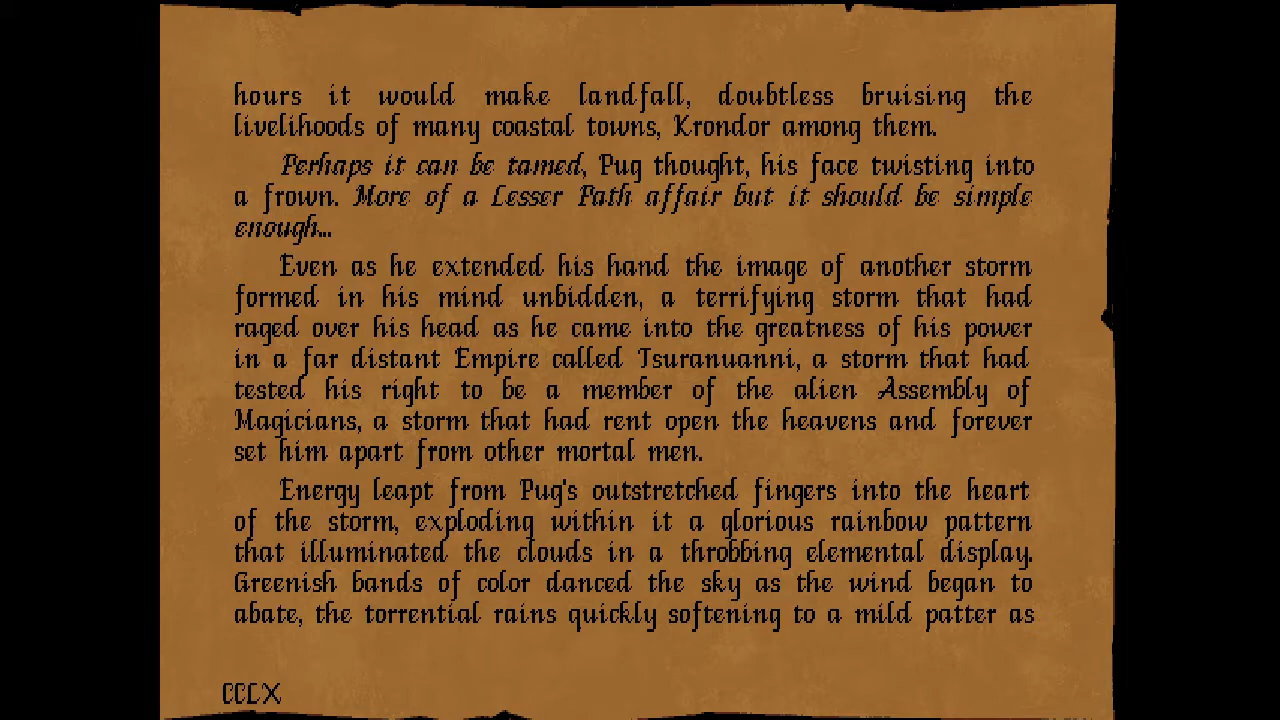 hours it would make landfall, doubtless bruising the
livelihoods of many coastal towns, Krondor among them.
Perhaps it can be tamed, Pug thought, his face twisting into
a frown. More of a Lesser Path affair but it should be simple
enough...
Even as he extended his hand the image of another storm
formed in his mind unbidden, a terrifying storm that had
raged over his head as he came into the greatness of his power
in a far distant Empire called Tsuranuanni, a storm that had
tested his right to be a member of the alien Assembly of
Magicians, a storm that had rent open the heavens and forever
set him apart from other mortal men.
Energy leapt from Pug's outstretched fingers into the heart
of the storm, exploding within it a glorious rainbow pattern
that illuminated the clouds in a throbbing elemental display.
Greenish bands of color danced the sky as the wind began to
abate, the torrential rains quickly softening to a mild patter as
CCLX